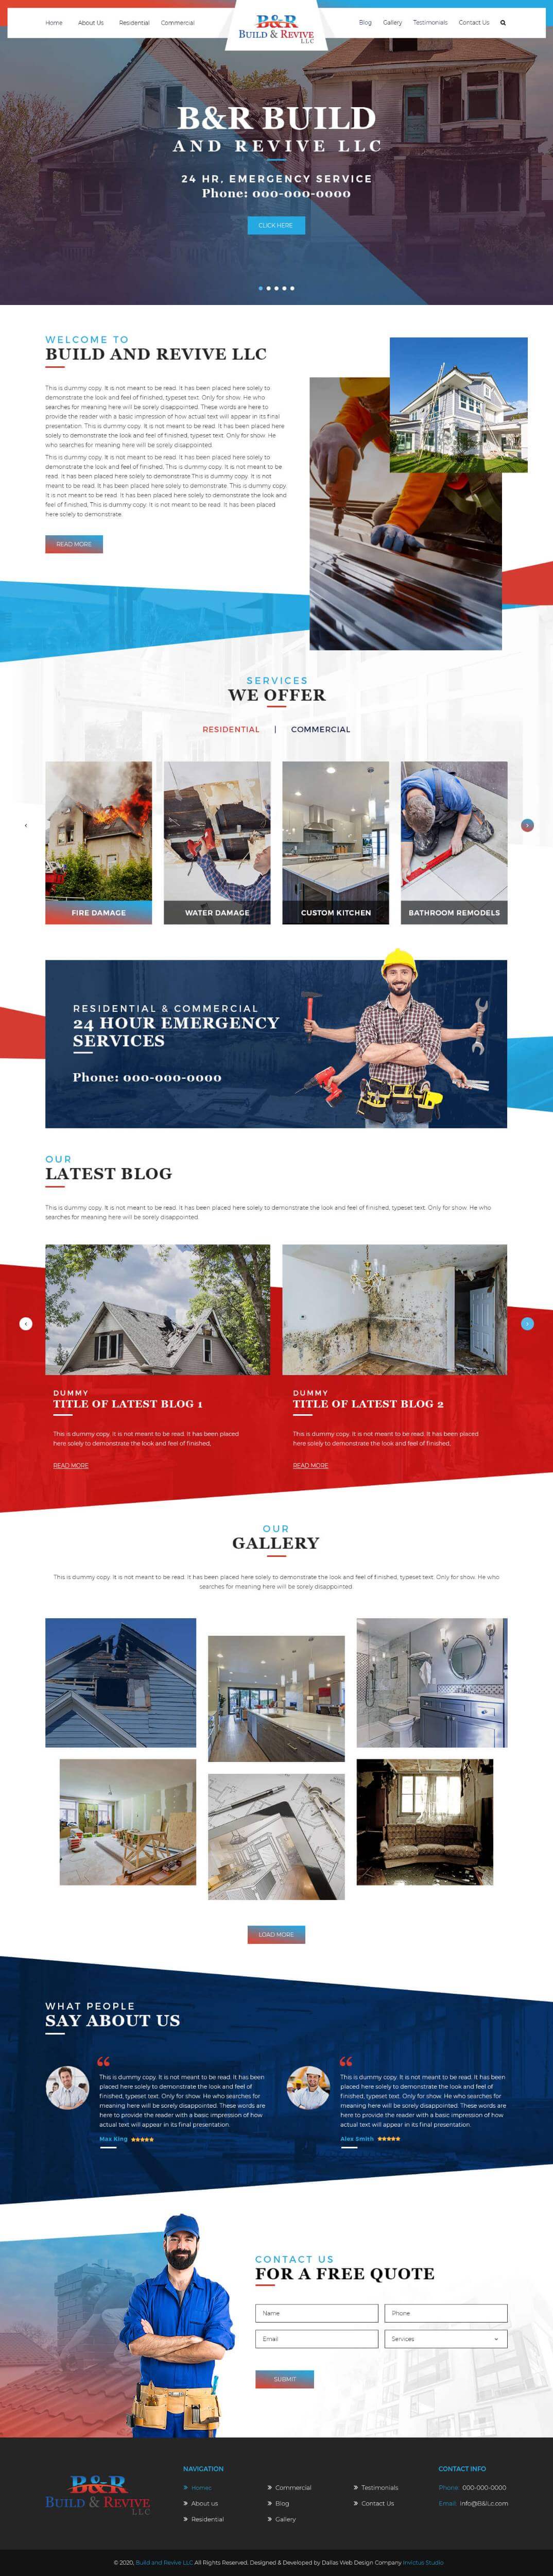 Home About Us Residential Commercial
B&R
BUILD & REVIVE
LLC
Blog Gallery Testimonials Contact Us
B&R BUILD
AND REVIVE LLC
24 HR. EMERGENCY SERVICE
Phone: 000-000-0000
CLICK HERE
WELCOME TO
BUILD AND REVIVE LLC
This is dummy copy. It is not meant to be read. It has been placed here solely to
demonstrate the look and feel of finished, typeset text. Only for show. He who
searches for meaning here will be sorely disappointed. These words are here to
provide the reader with a basic impression of how actual text will appear in its final
presentation. This is dummy copy. It is not meant to be read. It has been placed here
solely to demonstrate the look and feel of finished, typeset text. Only for show. He
who searches for meaning here will be sorely disappointed.
This is dummy copy. It is not meant to be read. It has been placed here solely to
demonstrate the look and feel of finished. This is dummy copy. It is not meant to be
read. It has been placed here solely to demonstrate.This is dummy copy. It is not
meant to be read. It has been placed here solely to demonstrate. This is dummy copy.
It is not meant to be read. It has been placed here solely to demonstrate the look and
feel of finished, This is dummy copy. It is not meant to be read. It has been placed
here solely to demonstrate.
READ MORE
SERVICES
WE OFFER
RESIDENTIAL | COMMERCIAL
FIRE DAMAGE
WATER DAMAGE
CUSTOM KITCHEN
BATHROOM REMODELS
RESIDENTIAL & COMMERCIAL
24 HOUR EMERGENCY
SERVICES
Phone: 000-000-0000
OUR
LATEST BLOG
This is dummy copy. It is not meant to be read. It has been placed here solely to demonstrate the look and feel of finished, typeset text. Only for show. He who
searches for meaning here will be sorely disappointed
DUMMY
TITLE OF LATEST BLOG 1
This is dummy copy. It is not meant to be read. It has been placed
here solely to demonstrate the look and feel of finished,
READ MORE
DUMMY
TITLE OF LATEST BLOG 2
This is dummy copy. It is not meant to be read. It has been placed
here solely to demonstrate the look and feel of finished,
READ MORE
OUR
GALLERY
This is dummy copy. It is not meant to be read. It has been placed here solely to demonstrate the look and feel of finished, typeset text. Only for show. He who
searches for meaning here will be sorely disappointed
LOAD MORE
WHAT PEOPLE
SAY ABOUT US
This is dummy copy. It is not meant to be read. It has been
placed here solely to demonstrate the look and feel of
finished, typeset text. Only for show. He who searches for
meaning here will be sorely disappointed. These words are
here to provide the reader with a basic impression of how
actual text will appear in its final presentation.
Max King
This is dummy copy. It is not meant to be read. It has been
placed here solely to demonstrate the look and feel of
finished, typeset text. Only for show. He who searches for
meaning here will be sorely disappointed. These words are
here to provide the reader with a basic impression of how
actual text will appear in its final presentation.
Alex Smith
CONTACT US
FOR A FREE QUOTE
Name
Phone
Email
Services
SUBMIT
B&R
BUILD & REVIVE
LLC
NAVIGATION
Home
About us
Residential
Commercial
Blog
Gallery
Testimonials
Contact Us
CONTACT INFO
Phone: 000-000-0000
Email: info@B&ILc.com
© 2020, Build and Revive LLC All Rights Reserved. Designed & Developed by Dallas Web Design Company Invictus Studio